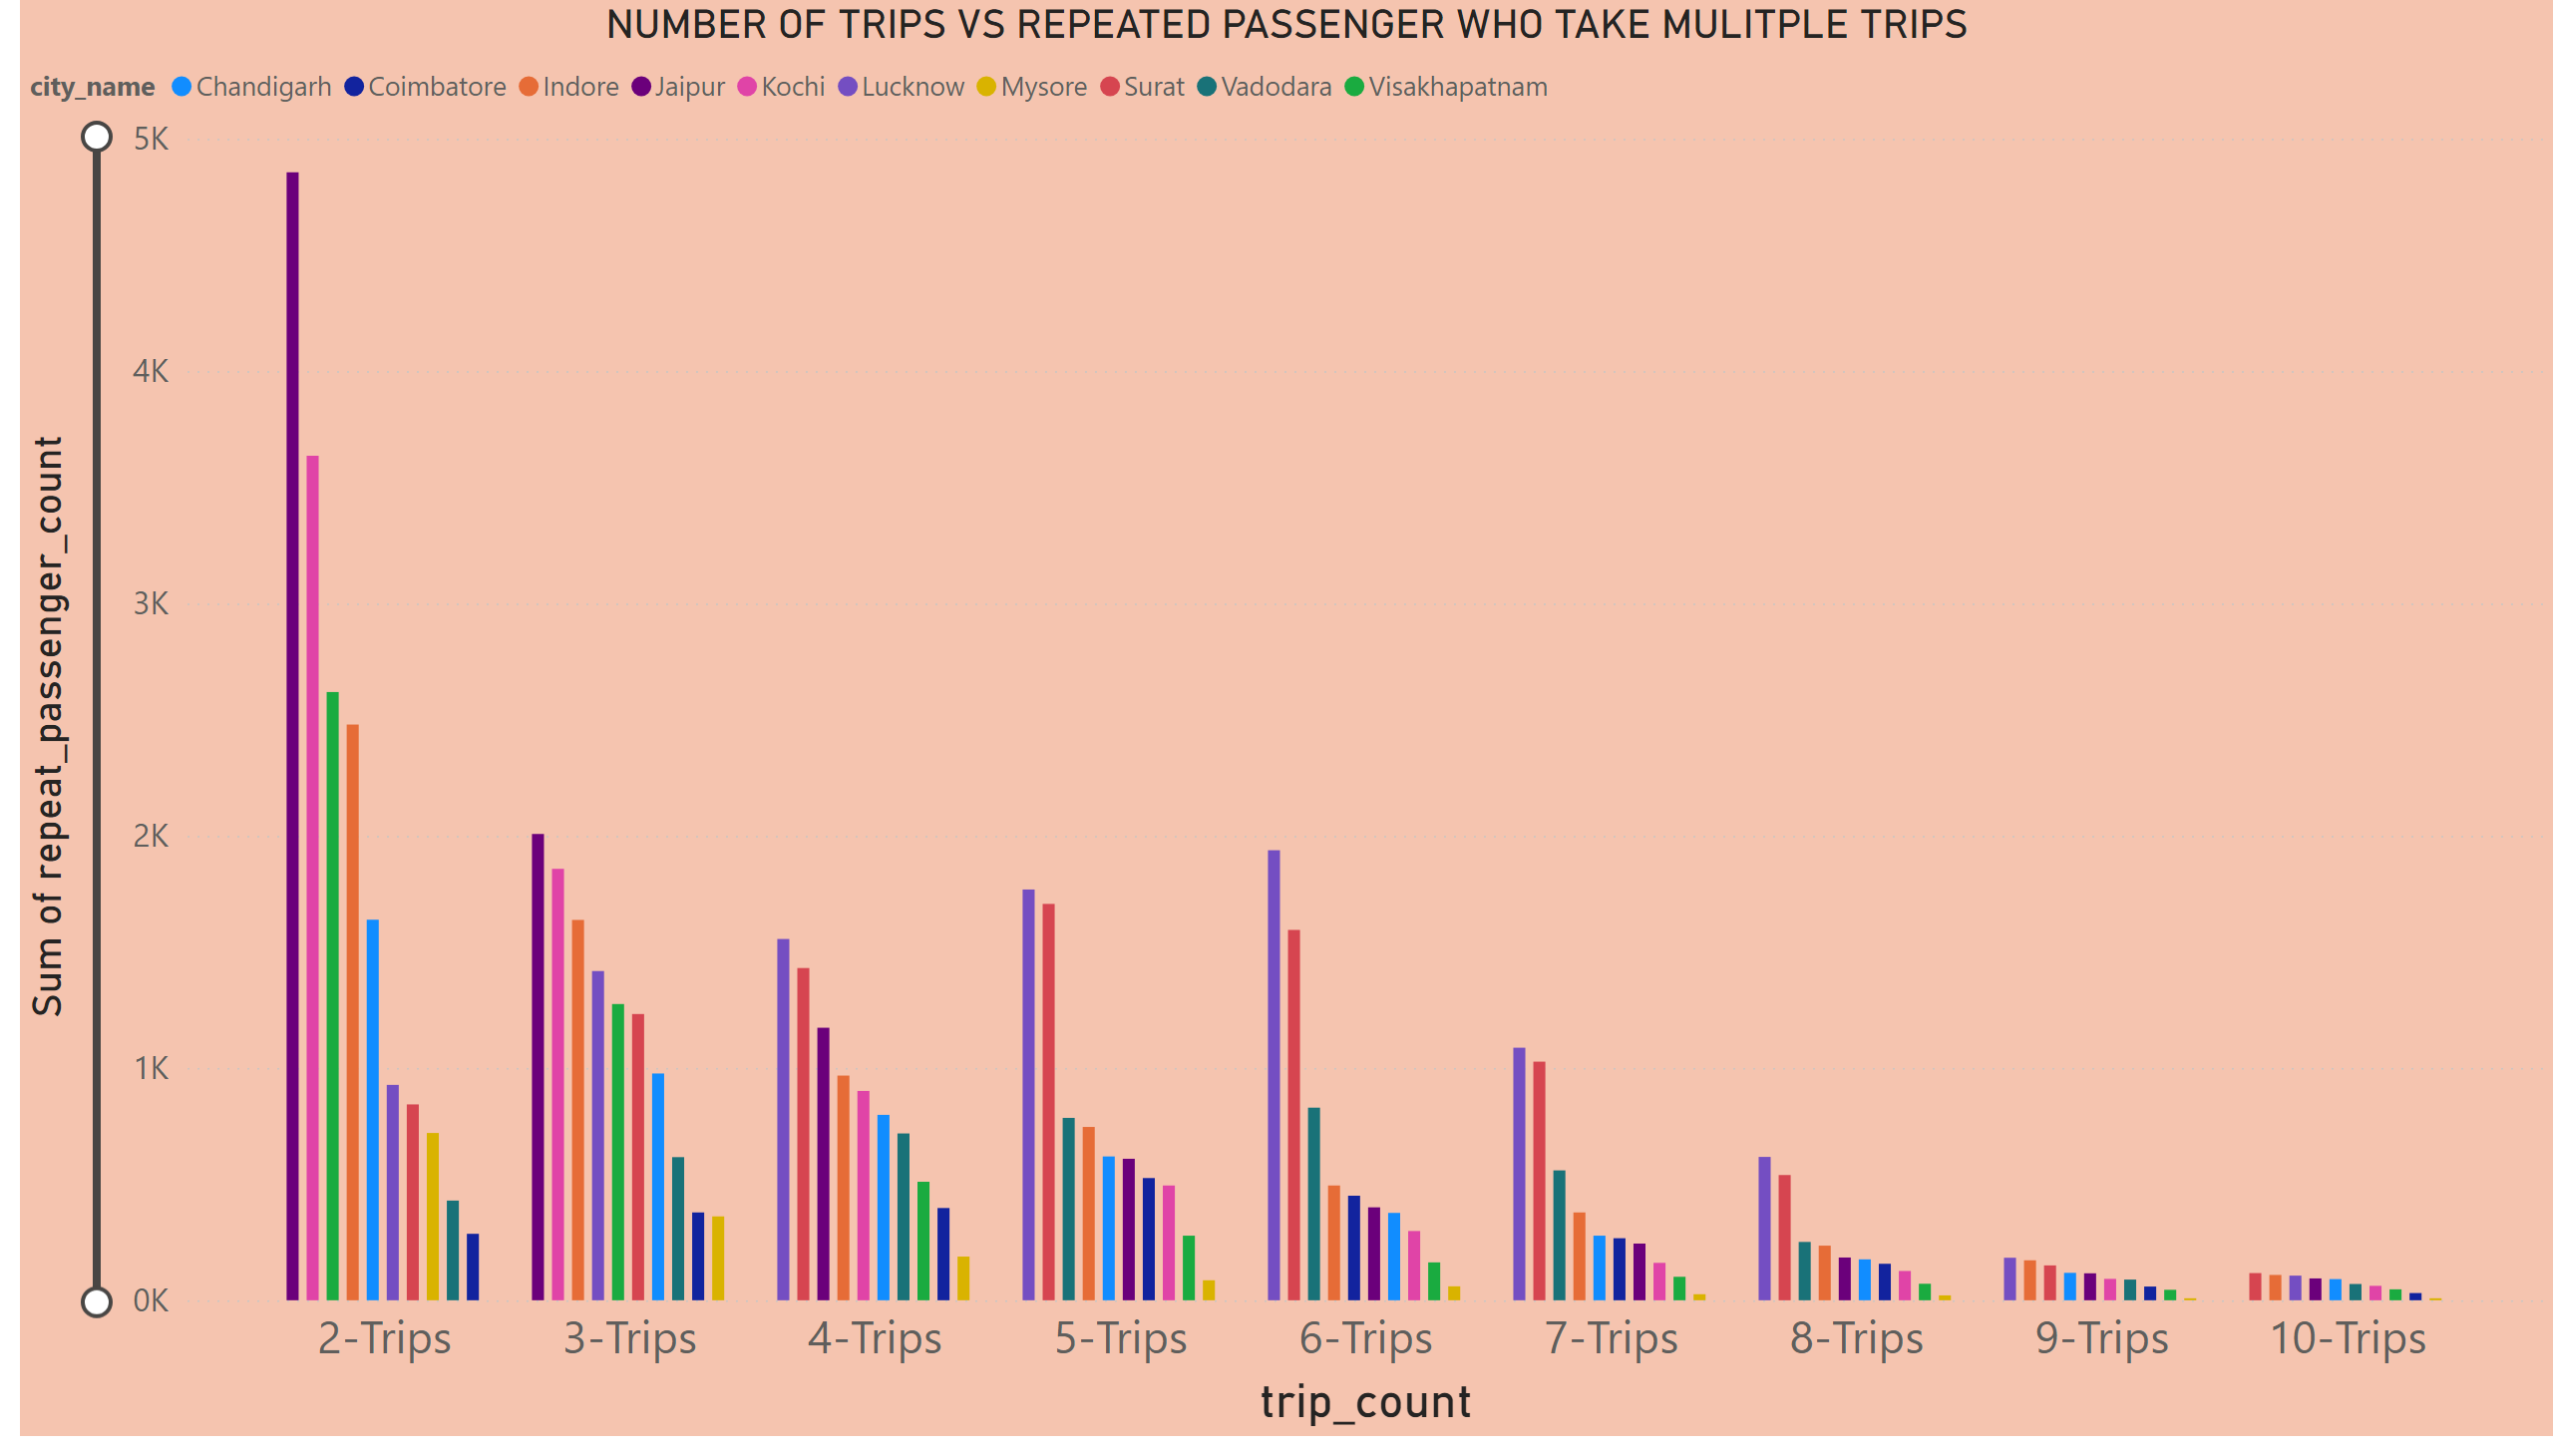 NUMBER OF TRIPS VS REPEATED PASSENGER WHO TAKE MULITPLE TRIPS
city_name Chandigarh Coimbatore Indore Jaipur Kochi Lucknow Mysore Surat Vadodara Visakhapatnam
5K
4K
3K
2K
1K
0K
Sum of repeat_passenger_count
2-Trips 3-Trips 4-Trips 5-Trips 6-Trips 7-Trips 8-Trips 9-Trips 10-Trips
trip_count